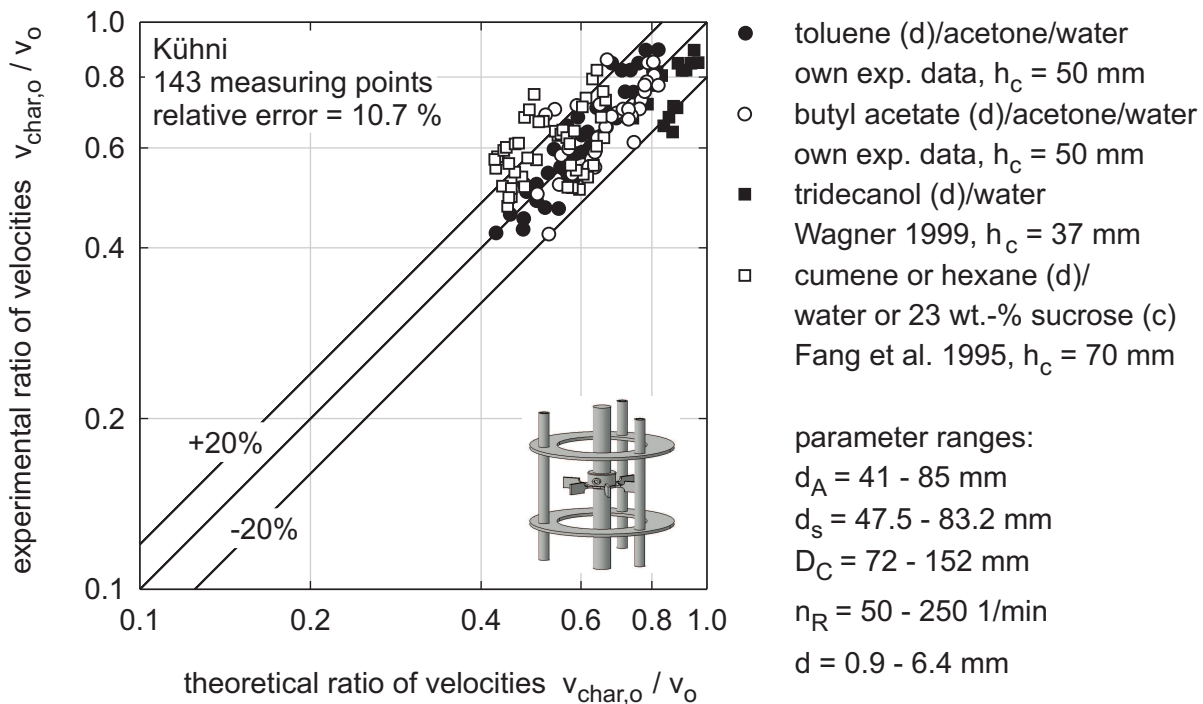 experimental ratio of velocities v_char,o / v_o
1.0
0.8
0.6
0.4
0.2
0.1
Kühni
143 measuring points
relative error = 10.7 %
+20%
-20%
0.1
0.2
0.4
0.6
0.8
1.0
theoretical ratio of velocities v_char,o / v_o
toluene (d)/acetone/water
own exp. data, h_c = 50 mm
butyl acetate (d)/acetone/water
own exp. data, h_c = 50 mm
tridecanol (d)/water
Wagner 1999, h_c = 37 mm
cumene or hexane (d)/
water or 23 wt.-% sucrose (c)
Fang et al. 1995, h_c = 70 mm
parameter ranges:
d_A = 41 - 85 mm
d_s = 47.5 - 83.2 mm
D_C = 72 - 152 mm
n_R = 50 - 250 1/min
d = 0.9 - 6.4 mm